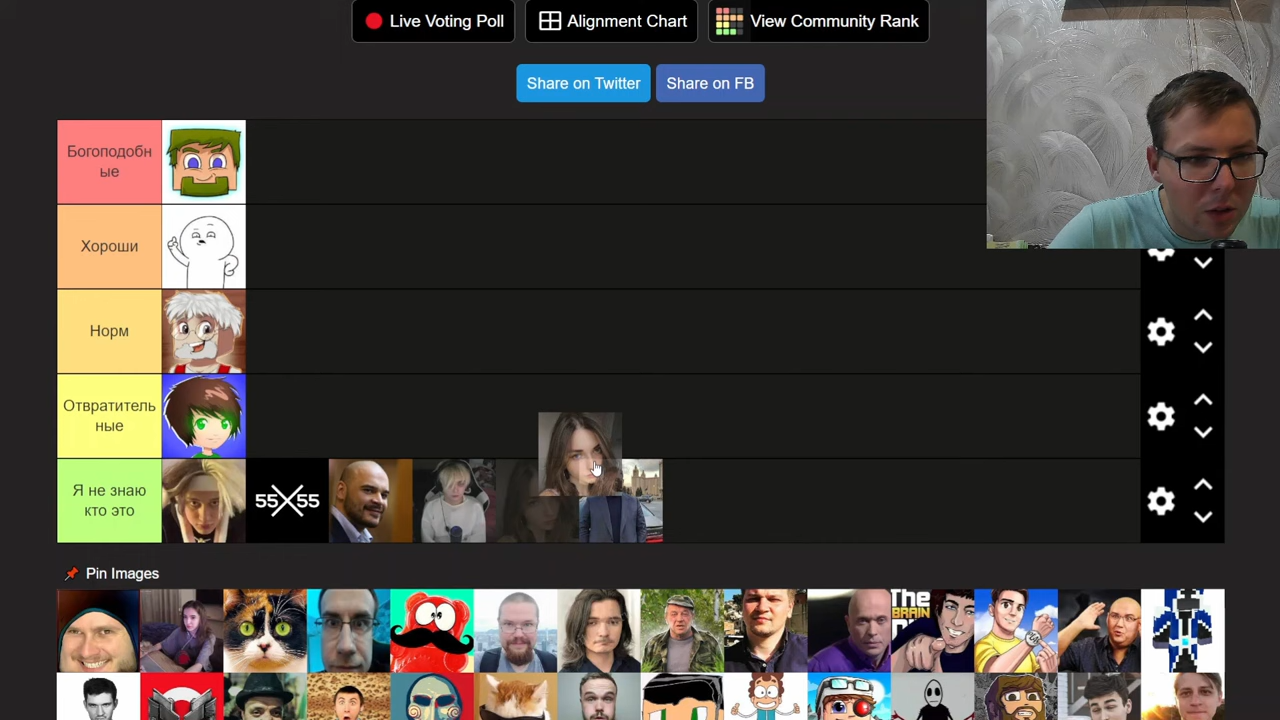 Live Voting Poll
Alignment Chart
View Community Rank
Share on Twitter
Share on FB
Богоподобн
ые
Хороши
Норм
Отвратитель
ные
Я не знаю
кто это
55X55
Pin Images
THE
BRAIN